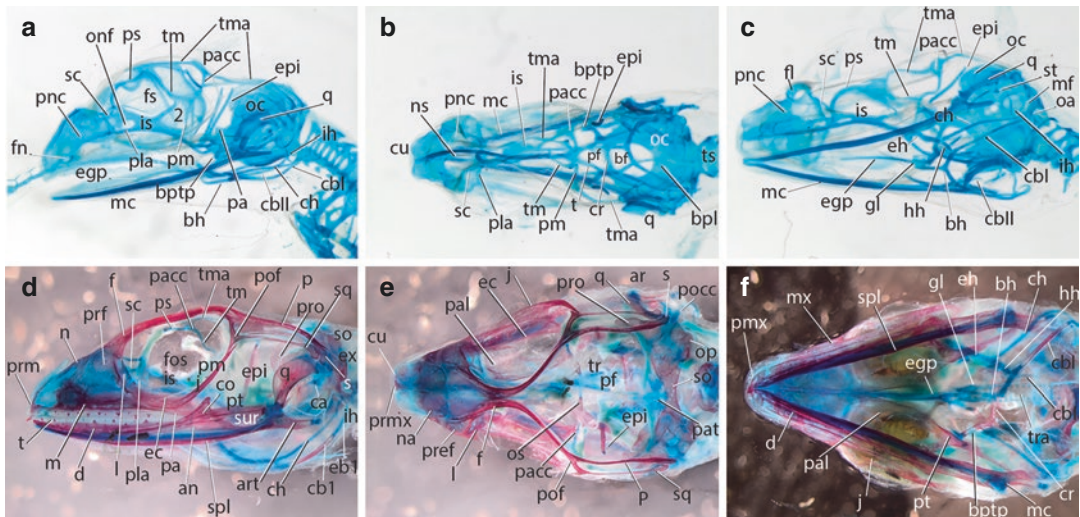 a
onf ps tm tma pacc
epi
sc
pnc
fs
oc
q
2
is
fn
ih
pla
pm
egp
bptp
mc
bh
pa
cbll
ch
cbl
b
is tma bptp epi
mc pacc
pnc
ns
cu
oc
pf bf
ts
sc pla tm pm t cr tma q bpl
c
tma
tm pacc epi
oc
q
st
mf
oa
pnc fl sc ps
is
ch
eh
mc egp gl hh bh cbll cbl ih
d
pacc tma pof p
ps tm pro sq
f
sc
prf
n
so
ex
s
prm
fos
pm
is
j
co
epi
q
pt
sur
ca
ih
t m d l pla ec pa an spl art ch cb1 eb1
e
j pro q ar s
ec
pal
pocc
cu
pm
tr
pf
op
so
prmx
na
pref
l
f
os
pacc
pof
epi
p
sq
pat
f
mx
spl gl eh bh ch hh
pmx
cbl
egp
cbl
d
pal
j
pt
bptp
mc
cr
tra